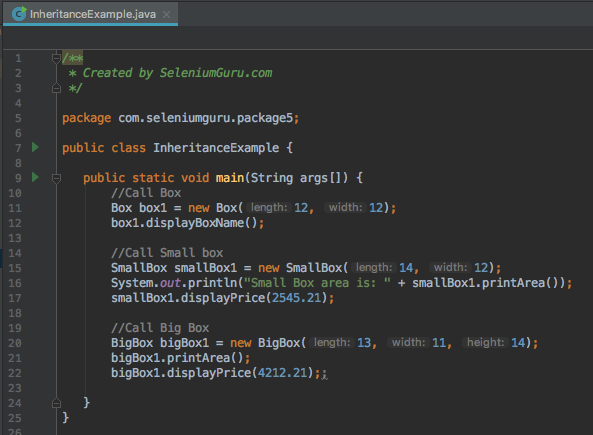 InheritanceExample.java ×
1 /**
2 * Created by SeleniumGuru.com
3 */
4
5 package com.seleniumguru.package5;
6
7 public class InheritanceExample {
8
9 public static void main(String args[]) {
10 //Call Box
11 Box box1 = new Box( length: 12, width: 12);
12 box1.displayBoxName();
13
14 //Call Small box
15 SmallBox smallBox1 = new SmallBox( length: 14, width: 12);
16 System.out.println("Small Box area is: " + smallBox1.printArea());
17 smallBox1.displayPrice(2545.21);
18
19 //Call Big Box
20 BigBox bigBox1 = new BigBox( length: 13, width: 11, height: 14);
21 bigBox1.printArea();
22 bigBox1.displayPrice(4212.21);;
23
24 }
25 }
26